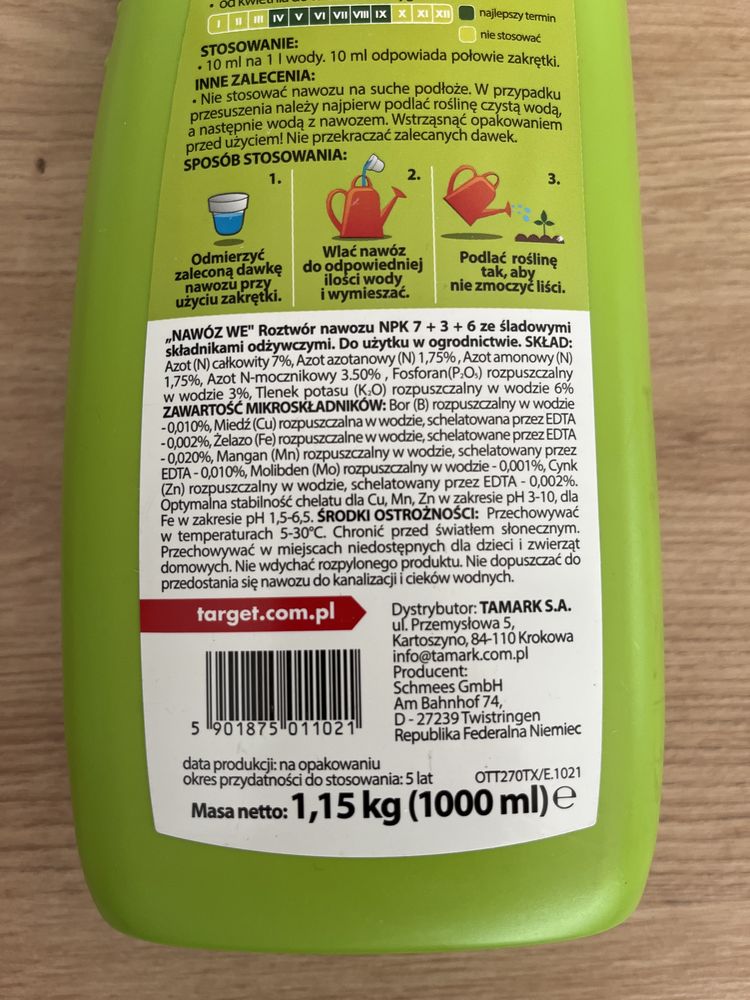 • od kwietnia do
I II III IV V VI VII VIII IX X XI XII
najlepszy termin
nie stosować
STOSOWANIE:
• 10 ml na 1 l wody. 10 ml odpowiada połowie zakrętki.
INNE ZALECENIA:
• Nie stosować nawozu na suche podłoże. W przypadku
przesuszenia należy najpierw podlać roślinę czystą wodą,
a następnie wodą z nawozem. Wstrząsnąć opakowaniem
przed użyciem! Nie przekraczać zalecanych dawek.
SPOSÓB STOSOWANIA:
1.
Odmierzyć
zaleconą dawkę
nawozu przy
użyciu zakrętki.
2.
Wlać nawóz
do odpowiedniej
ilości wody
i wymieszać.
3.
Podlać roślinę
tak, aby
nie zmoczyć liści.
„NAWÓZ WE" Roztwór nawozu NPK 7 + 3 + 6 ze śladowymi
składnikami odżywczymi. Do użytku w ogrodnictwie. SKŁAD:
Azot (N) całkowity 7%, Azot azotanowy (N) 1,75%, Azot amonowy (N)
1,75%, Azot N-mocznikowy 3.50% , Fosforan(P₂O₅) rozpuszczalny
w wodzie 3%, Tlenek potasu (K₂O) rozpuszczalny w wodzie 6%
ZAWARTOŚĆ MIKROSKŁADNIKÓW: Bor (B) rozpuszczalny w wodzie
-0,010%, Miedź (Cu) rozpuszczalna w wodzie, schelatowana przez EDTA
-0,002%, Żelazo (Fe) rozpuszczalne w wodzie, schelatowane przez EDTA
- 0,020%, Mangan (Mn) rozpuszczalny w wodzie, schelatowany przez
EDTA - 0,010%, Molibden (Mo) rozpuszczalny w wodzie - 0,001%, Cynk
(Zn) rozpuszczalny w wodzie, schelatowany przez EDTA - 0,002%.
Optymalna stabilność chelatu dla Cu, Mn, Zn w zakresie pH 3-10, dla
Fe w zakresie pH 1,5-6,5. ŚRODKI OSTROŻNOŚCI: Przechowywać
w temperaturach 5-30°C. Chronić przed światłem słonecznym.
Przechowywać w miejscach niedostępnych dla dzieci i zwierząt
domowych. Nie wdychać rozpylonego produktu. Nie dopuszczać do
przedostania się nawozu do kanalizacji i cieków wodnych.
target.com.pl
5 901875 011021
Dystrybutor: TAMARK S.A.
ul. Przemysłowa 5,
Kartoszyno, 84-110 Krokowa
info@tamark.com.pl
Producent:
Schmees GmbH
Am Bahnhof 74,
D - 27239 Twistringen
Republika Federalna Niemiec
data produkcji: na opakowaniu
okres przydatności do stosowania: 5 lat
OTT270TX/E.1021
Masa netto: 1,15 kg (1000 ml) ℮